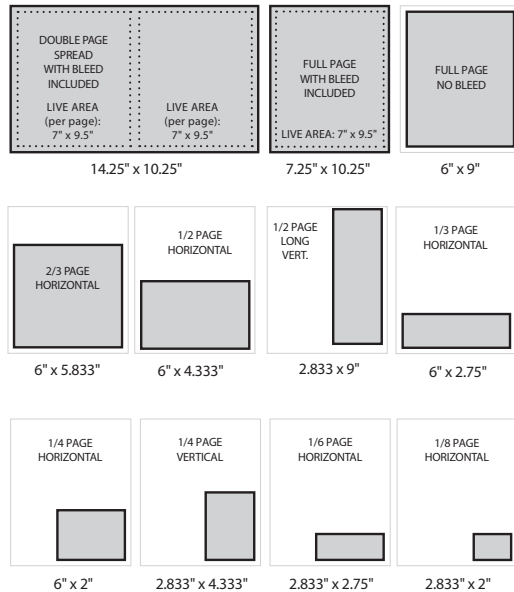 DOUBLE PAGE
SPREAD
WITH BLEED
INCLUDED
LIVE AREA
(per page):
7" x 9.5"
LIVE AREA
(per page):
7" x 9.5"
14.25" x 10.25"
FULL PAGE
WITH BLEED
INCLUDED
LIVE AREA: 7" x 9.5"
7.25" x 10.25"
FULL PAGE
NO BLEED
6" x 9"
2/3 PAGE
HORIZONTAL
6" x 5.833"
1/2 PAGE
HORIZONTAL
6" x 4.333"
1/2 PAGE
LONG
VERT.
2.833 x 9"
1/3 PAGE
HORIZONTAL
6" x 2.75"
1/4 PAGE
HORIZONTAL
6" x 2"
1/4 PAGE
VERTICAL
2.833" x 4.333"
1/6 PAGE
HORIZONTAL
2.833" x 2.75"
1/8 PAGE
HORIZONTAL
2.833" x 2"